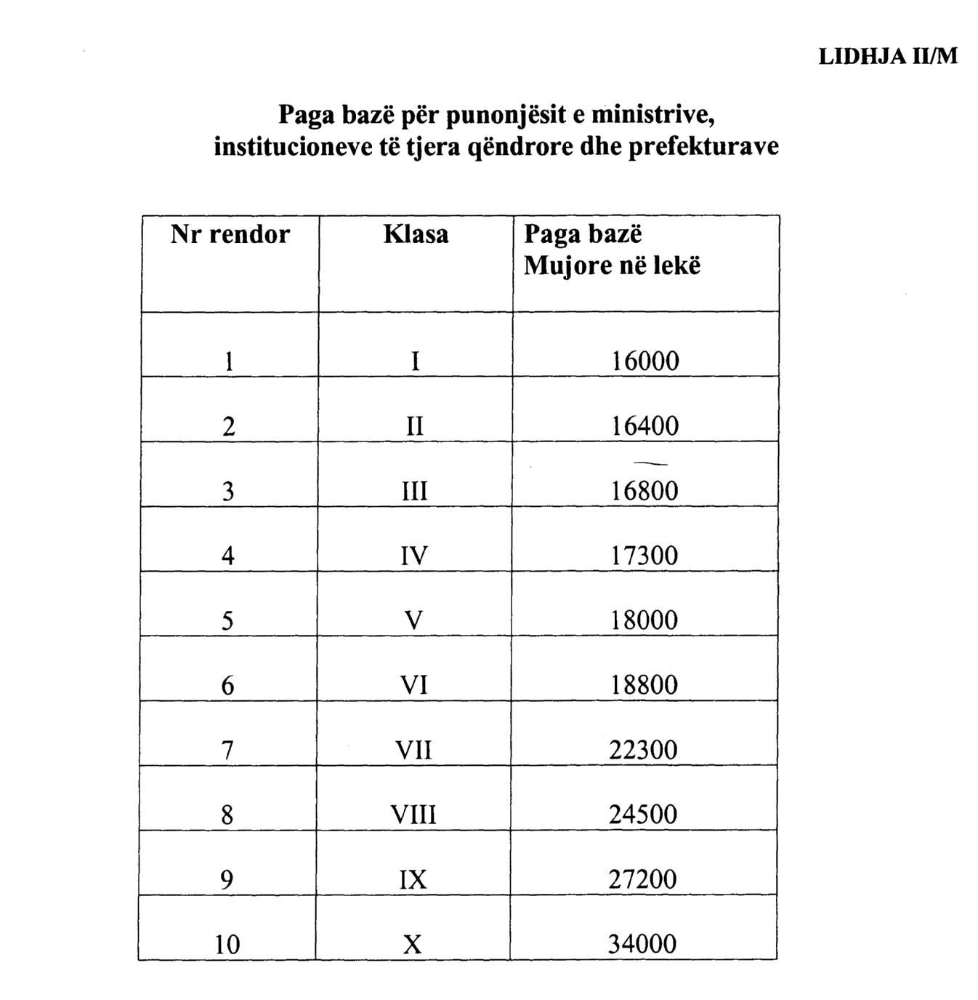 LIDHJA II/M
Paga bazë për punonjësit e ministrive,
institucioneve të tjera qëndrore dhe prefekturave
Nr rendor Klasa Paga bazë
Mujore në lekë
1 I 16000
2 II 16400
3 III 16800
4 IV 17300
5 V 18000
6 VI 18800
7 VII 22300
8 VIII 24500
9 IX 27200
10 X 34000